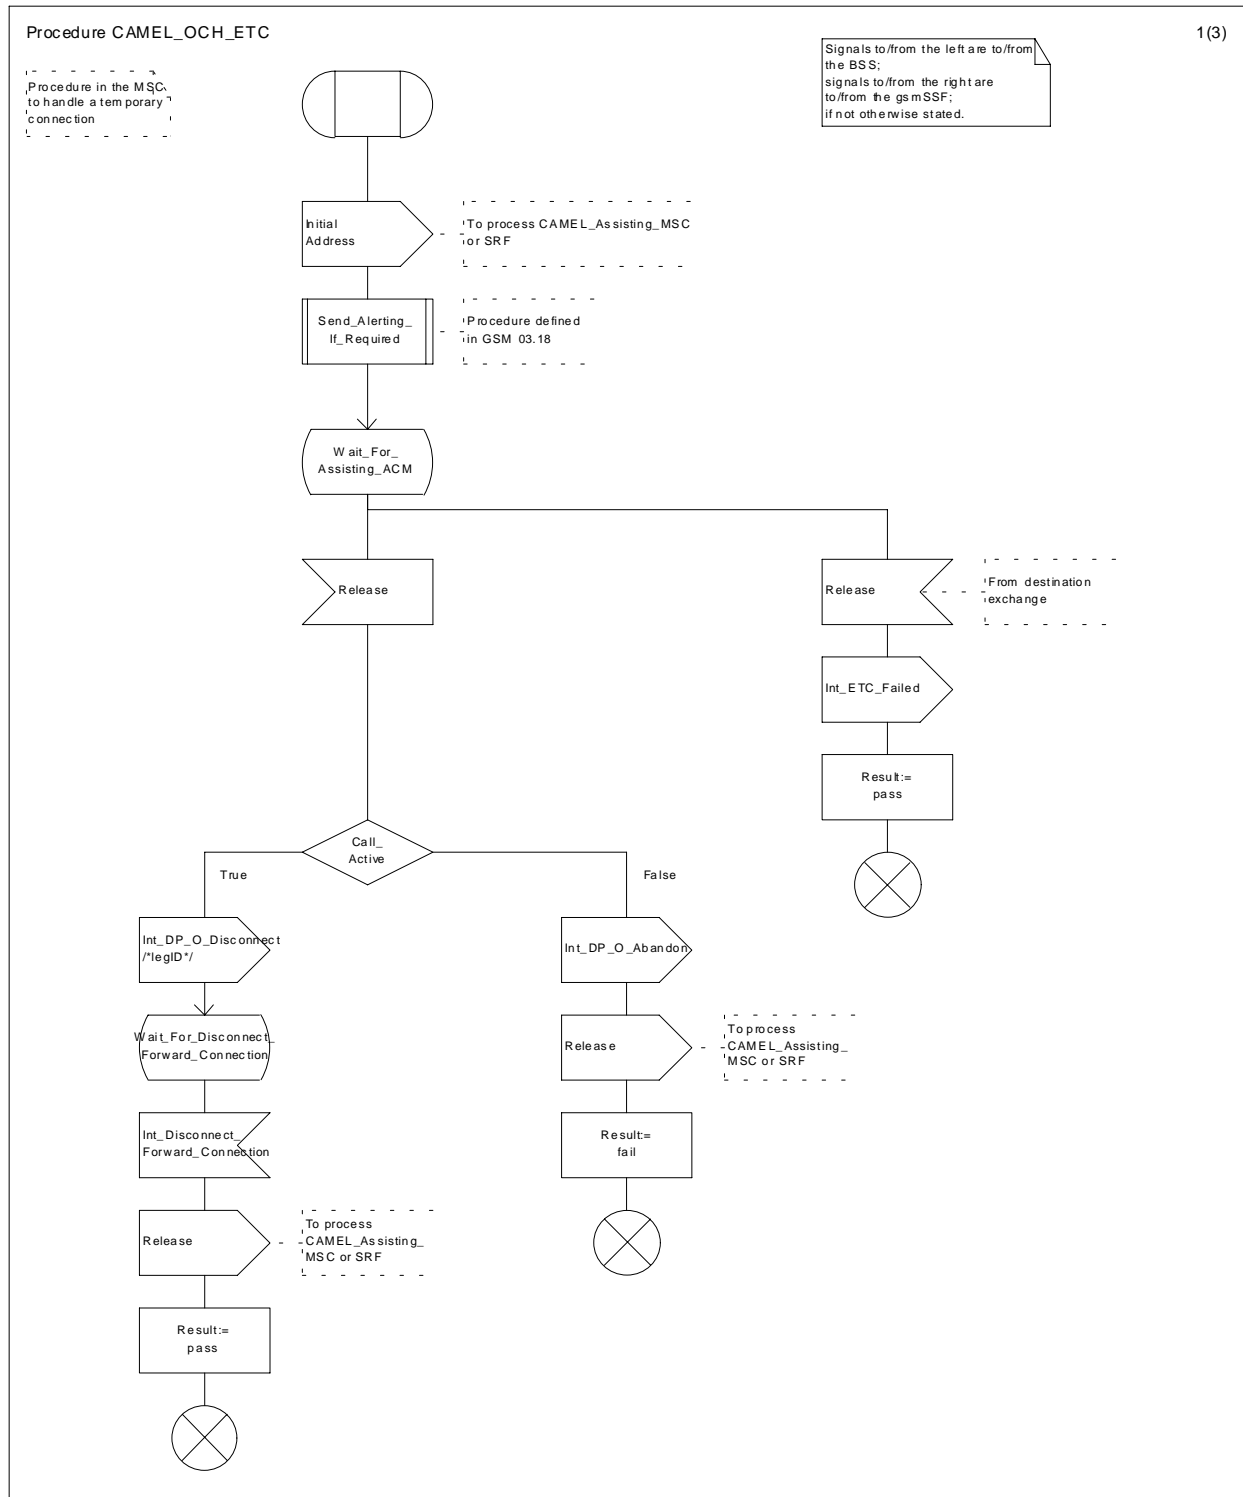 Procedure CAMEL_OCH_ETC
1(3)
Procedure in the MSC
to handle a temporary
connection
Signals to/from the left are to/from
the BSS;
signals to/from the right are
to/from the gsmSSF;
if not otherwise stated.
Initial
Address
To process CAMEL_Assisting_MSC
or SRF
Send_Alerting_
If_Required
Procedure defined
in GSM 03.18
Wait_For_
Assisting_ACM
Release
Release
From destination
exchange
Int_ETC_Failed
Result:=
pass
Call_
Active
True
False
Int_DP_O_Disconnect
/*legID*/
Int_DP_O_Abandon
Wait_For_Disconnect_
Forward_Connection
Release
To process
CAMEL_Assisting_
MSC or SRF
Int_Disconnect_
Forward_Connection
Result:=
fail
Release
To process
CAMEL_Assisting_
MSC or SRF
Result:=
pass